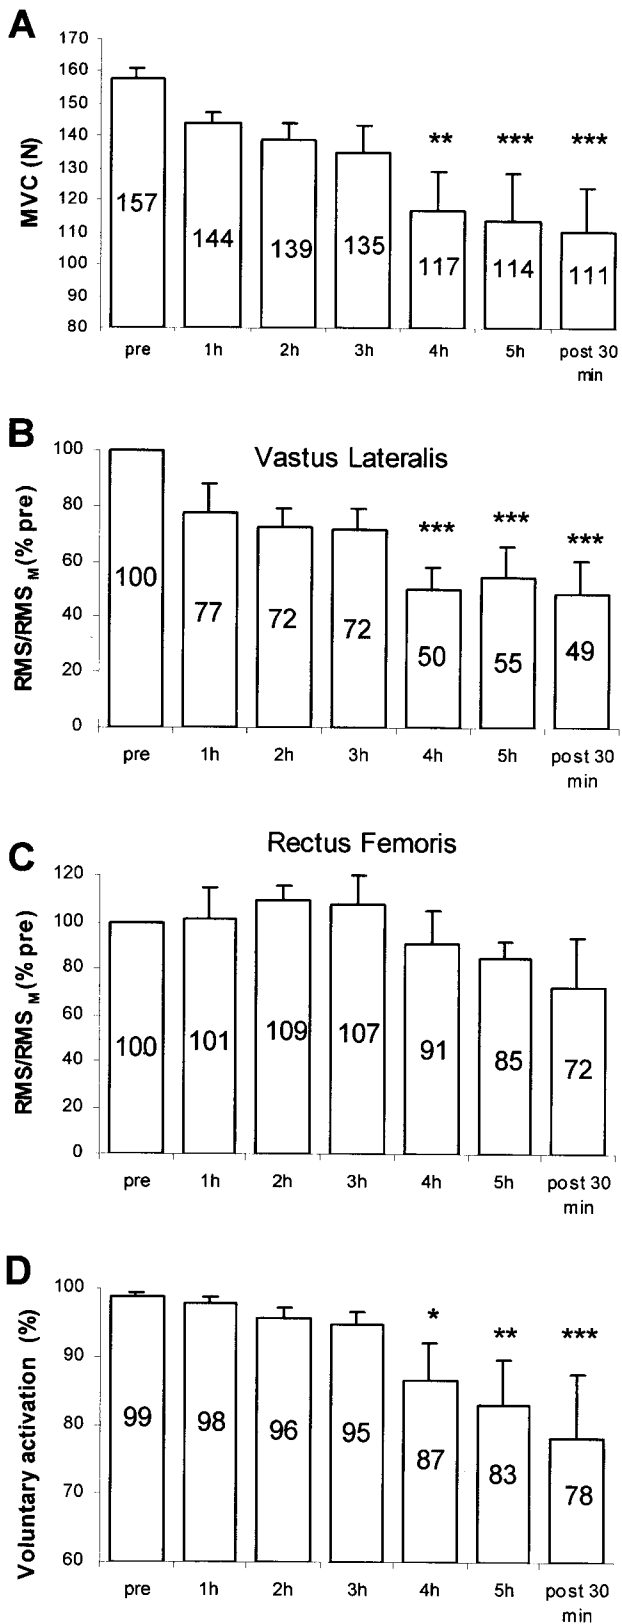 A
MVC (N)
170
160
150
140
130
120
110
100
90
80
** *** ***
157 144 139 135 117 114 111
pre 1h 2h 3h 4h 5h post 30
min
B
Vastus Lateralis
RMS/RMS M (% pre)
100
80
60
40
20
0
*** *** ***
100 77 72 72 50 55 49
pre 1h 2h 3h 4h 5h post 30
min
C
Rectus Femoris
RMS/RMS M (% pre)
120
100
80
60
40
20
0
100 101 109 107 91 85 72
pre 1h 2h 3h 4h 5h post 30
min
D
Voluntary activation (%)
100
90
80
70
60
* ** ***
99 98 96 95 87 83 78
pre 1h 2h 3h 4h 5h post 30
min